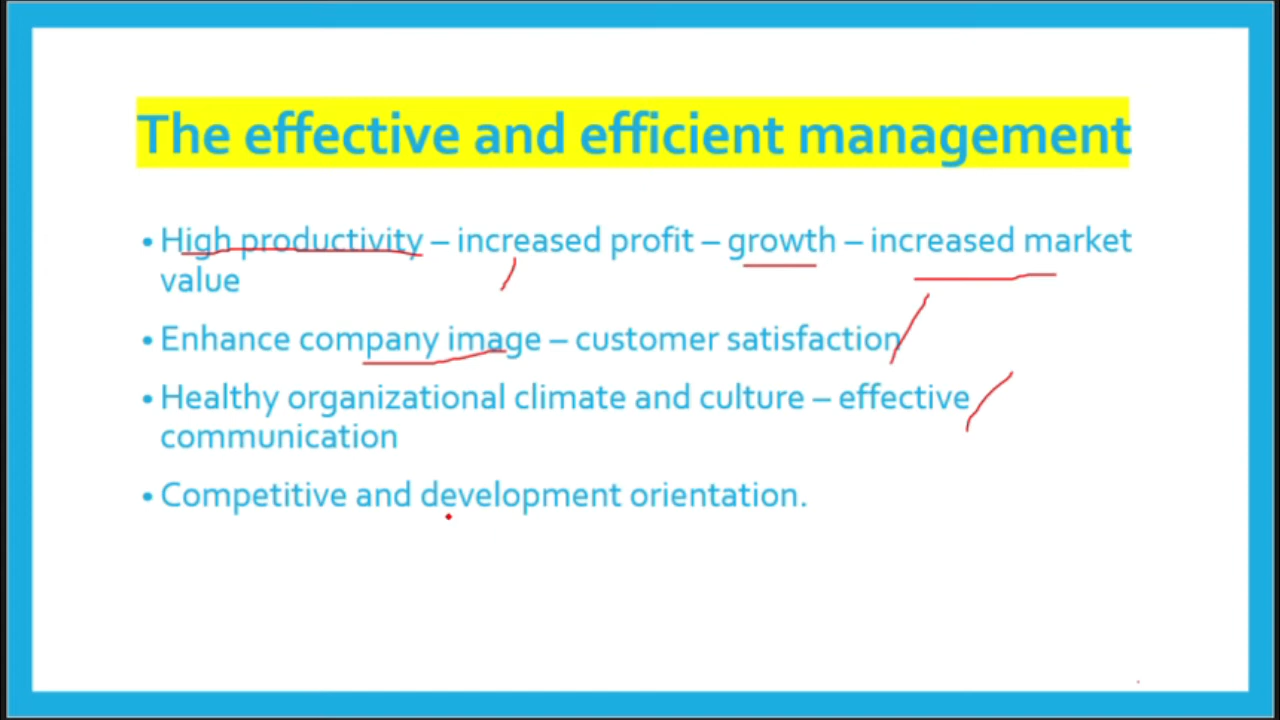 The effective and efficient management
• High productivity – increased profit – growth – increased market
value
• Enhance company image – customer satisfaction
• Healthy organizational climate and culture – effective
communication
• Competitive and development orientation.